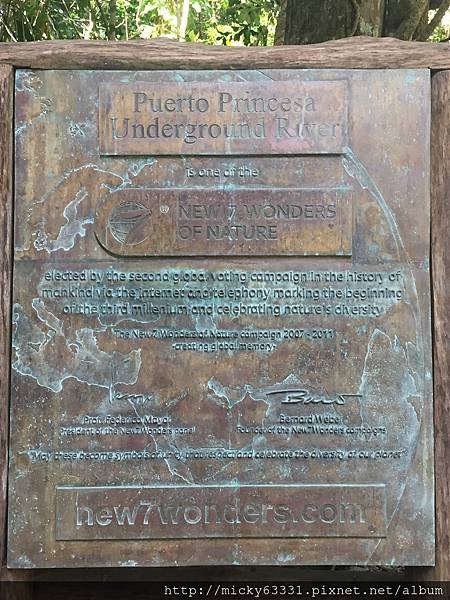 Puerto Princesa
Underground River
is one of the
® NEW7WONDERS
OF NATURE
elected by the second global voting campaign in the history of
mankind via the internet and telephony marking the beginning
of the third millenium and celebrating nature's diversity
The New7Wonders of Nature campaign 2007 - 2011
-creating global memory-
Prof. Federico Mayor
Bernard Weber
President of the New7Wonders panel
Founder of the New7Wonders campaigns
"May these become symbols of unity that respect and celebrate the diversity of our planet"
new7wonders.com
http://micky63331.pixnet.net/album